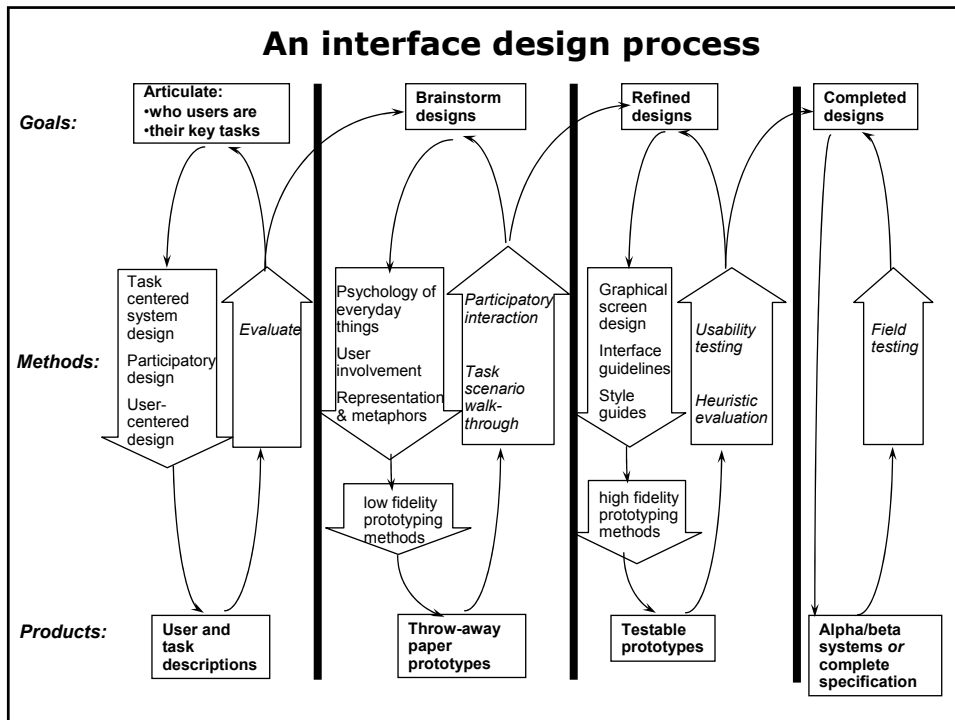 An interface design process
Goals:
Articulate:
•who users are
•their key tasks
Brainstorm
designs
Refined
designs
Completed
designs
Methods:
Task
centered
system
design
Participatory
design
User-
centered
design
Evaluate
Psychology of
everyday
things
User
involvement
Representation
& metaphors
low fidelity
prototyping
methods
Participatory
interaction
Task
scenario
walk-
through
Graphical
screen
design
Interface
guidelines
Style
guides
high fidelity
prototyping
methods
Usability
testing
Heuristic
evaluation
Field
testing
Products:
User and
task
descriptions
Throw-away
paper
prototypes
Testable
prototypes
Alpha/beta
systems or
complete
specification